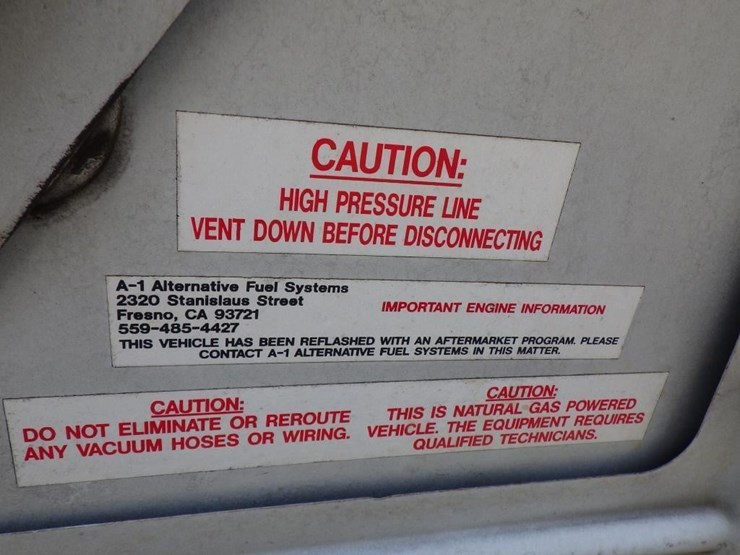 CAUTION:
HIGH PRESSURE LINE
VENT DOWN BEFORE DISCONNECTING
A-1 Alternative Fuel Systems
2320 Stanislaus Street
Fresno, CA 93721
559-485-4427
IMPORTANT ENGINE INFORMATION
THIS VEHICLE HAS BEEN REFLASHED WITH AN AFTERMARKET PROGRAM. PLEASE
CONTACT A-1 ALTERNATIVE FUEL SYSTEMS IN THIS MATTER.
CAUTION:
DO NOT ELIMINATE OR REROUTE
ANY VACUUM HOSES OR WIRING.
CAUTION:
THIS IS NATURAL GAS POWERED
VEHICLE. THE EQUIPMENT REQUIRES
QUALIFIED TECHNICIANS.